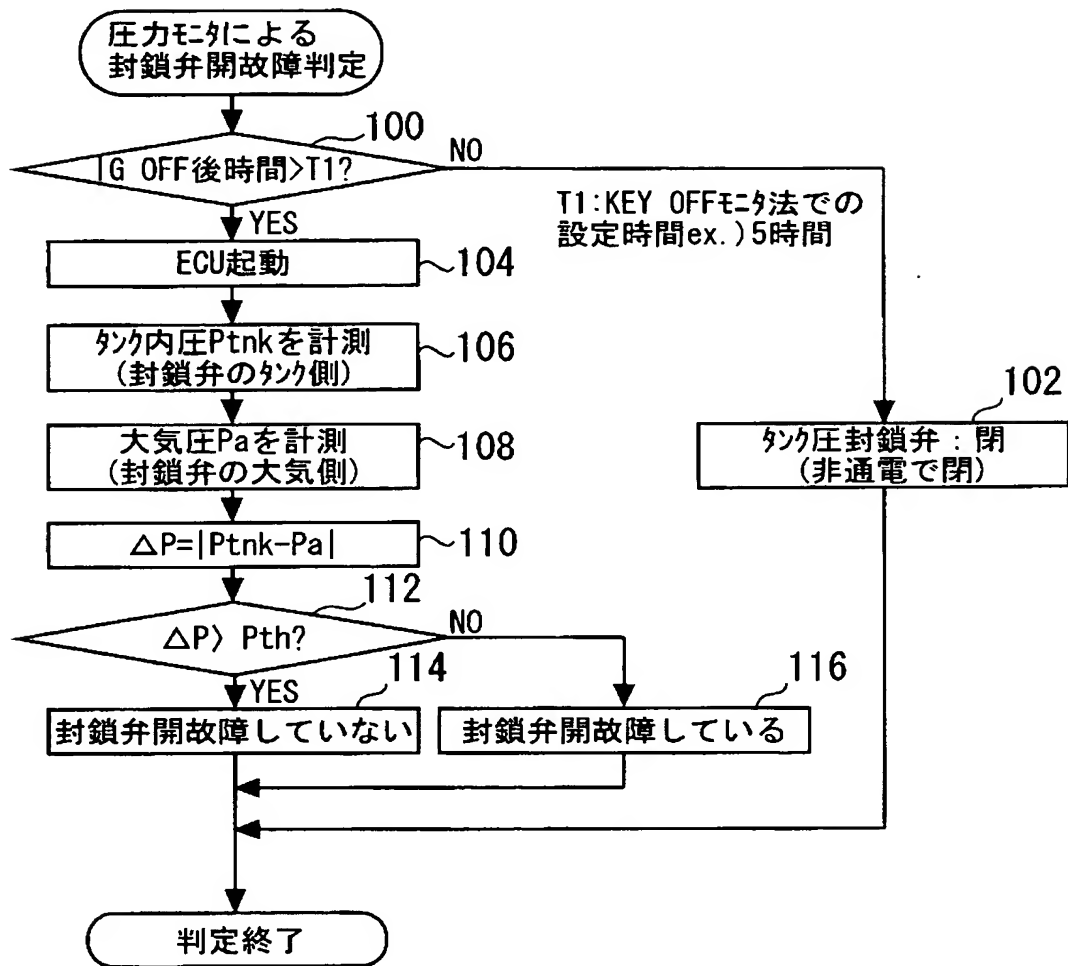 圧力モニタによる
封鎖弁開故障判定
100
IG OFF後時間>T1?
NO
YES
T1:KEY OFFモニタ法での
設定時間ex.)5時間
ECU起動
104
タンク内圧Ptnkを計測
(封鎖弁のタンク側)
106
102
タンク圧封鎖弁:閉
(非通電で閉)
大気圧Paを計測
(封鎖弁の大気側)
108
△P=|Ptnk-Pa|
110
112
△P> Pth?
NO
YES
114
116
封鎖弁開故障していない
封鎖弁開故障している
判定終了